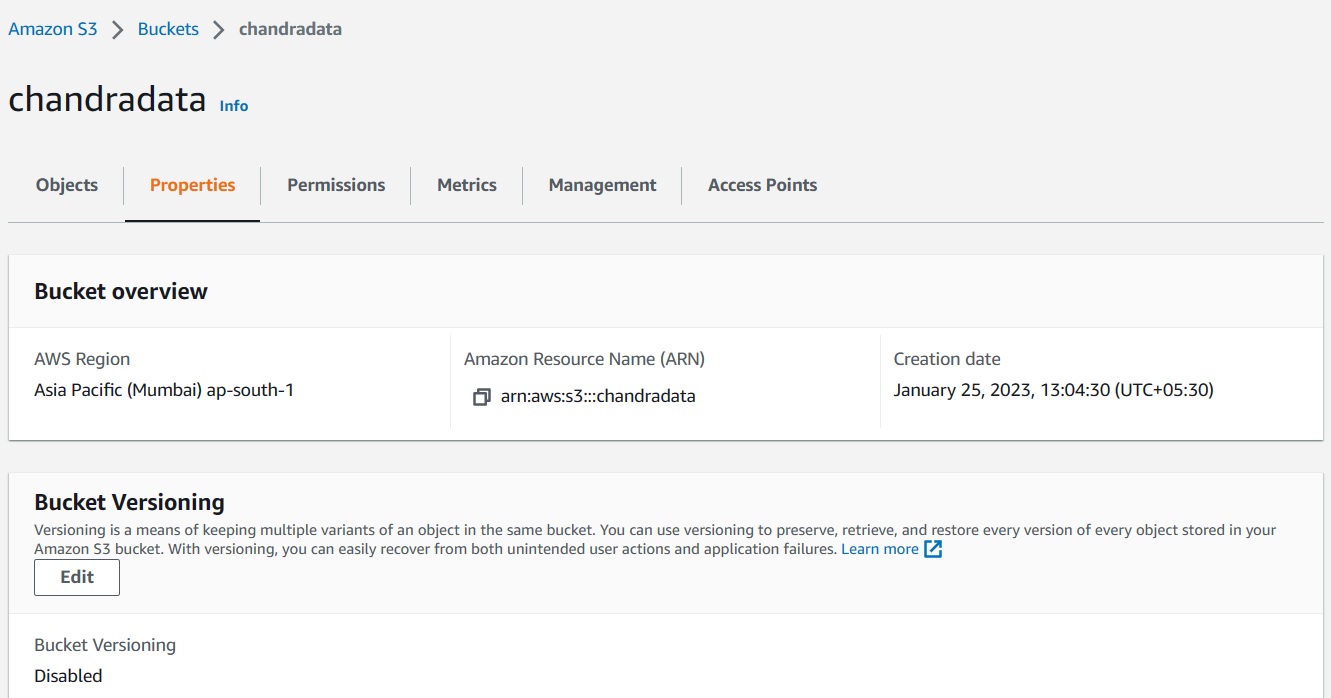 Amazon S3 > Buckets > chandradata
chandradata Info
Objects Properties Permissions Metrics Management Access Points
Bucket overview
AWS Region
Asia Pacific (Mumbai) ap-south-1
Amazon Resource Name (ARN)
arn:aws:s3:::chandradata
Creation date
January 25, 2023, 13:04:30 (UTC+05:30)
Bucket Versioning
Versioning is a means of keeping multiple variants of an object in the same bucket. You can use versioning to preserve, retrieve, and restore every version of every object stored in your
Amazon S3 bucket. With versioning, you can easily recover from both unintended user actions and application failures. Learn more
Edit
Bucket Versioning
Disabled